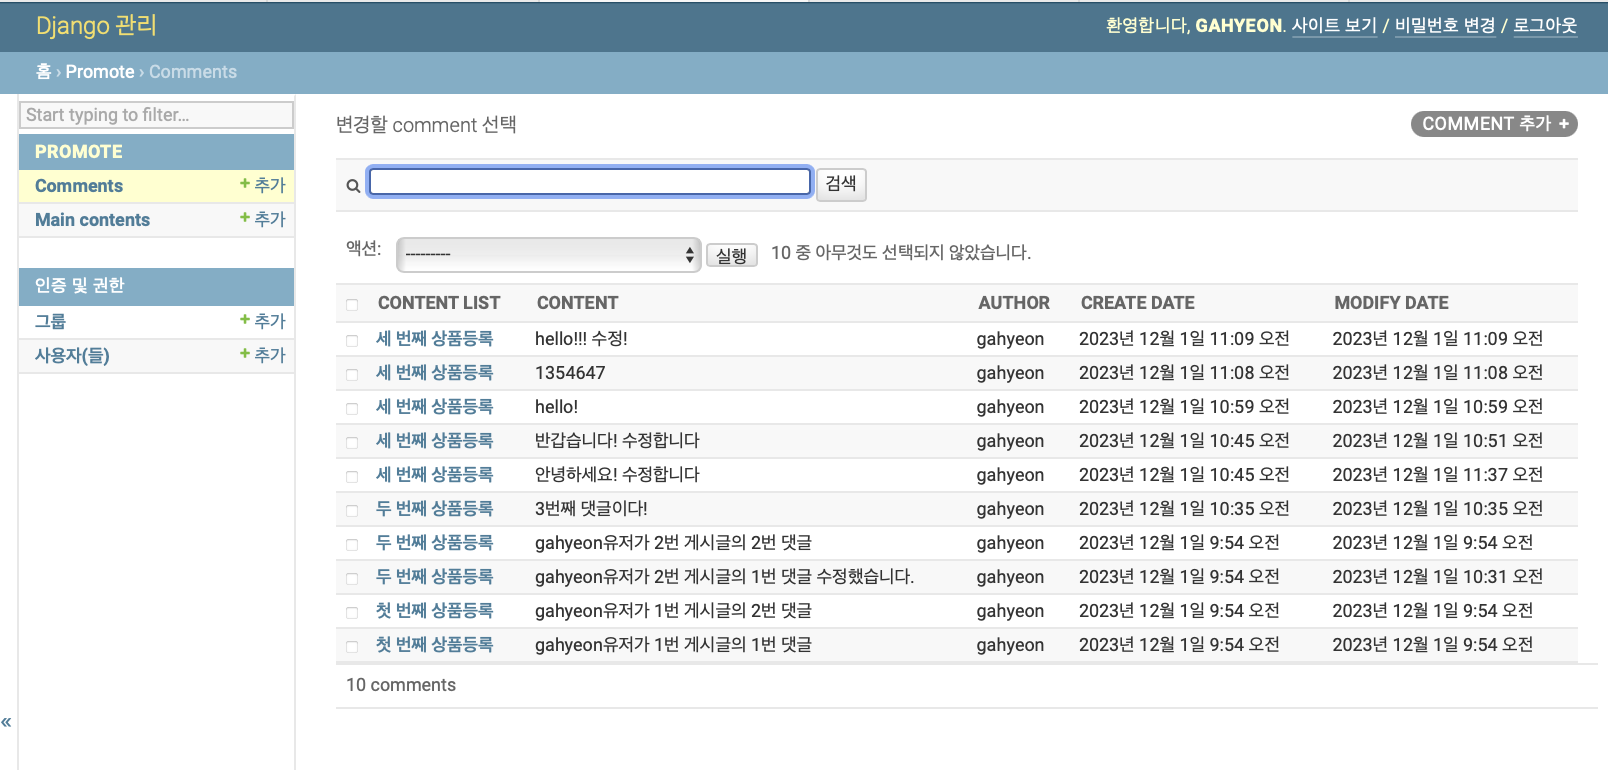 Django 관리
환영합니다, GAHYEON. 사이트 보기 / 비밀번호 변경 / 로그아웃
홈 › Promote › Comments
Start typing to filter...
PROMOTE
Comments + 추가
Main contents + 추가
인증 및 권한
그룹 + 추가
사용자(들) + 추가
«
변경할 comment 선택
COMMENT 추가 +
검색
액션: --------- 실행 10 중 아무것도 선택되지 않았습니다.
CONTENT LIST CONTENT AUTHOR CREATE DATE MODIFY DATE
세 번째 상품등록 hello!!! 수정! gahyeon 2023년 12월 1일 11:09 오전 2023년 12월 1일 11:09 오전
세 번째 상품등록 1354647 gahyeon 2023년 12월 1일 11:08 오전 2023년 12월 1일 11:08 오전
세 번째 상품등록 hello! gahyeon 2023년 12월 1일 10:59 오전 2023년 12월 1일 10:59 오전
세 번째 상품등록 반갑습니다! 수정합니다 gahyeon 2023년 12월 1일 10:45 오전 2023년 12월 1일 10:51 오전
세 번째 상품등록 안녕하세요! 수정합니다 gahyeon 2023년 12월 1일 10:45 오전 2023년 12월 1일 11:37 오전
두 번째 상품등록 3번째 댓글이다! gahyeon 2023년 12월 1일 10:35 오전 2023년 12월 1일 10:35 오전
두 번째 상품등록 gahyeon유저가 2번 게시글의 2번 댓글 gahyeon 2023년 12월 1일 9:54 오전 2023년 12월 1일 9:54 오전
두 번째 상품등록 gahyeon유저가 2번 게시글의 1번 댓글 수정했습니다. gahyeon 2023년 12월 1일 9:54 오전 2023년 12월 1일 10:31 오전
첫 번째 상품등록 gahyeon유저가 1번 게시글의 2번 댓글 gahyeon 2023년 12월 1일 9:54 오전 2023년 12월 1일 9:54 오전
첫 번째 상품등록 gahyeon유저가 1번 게시글의 1번 댓글 gahyeon 2023년 12월 1일 9:54 오전 2023년 12월 1일 9:54 오전
10 comments